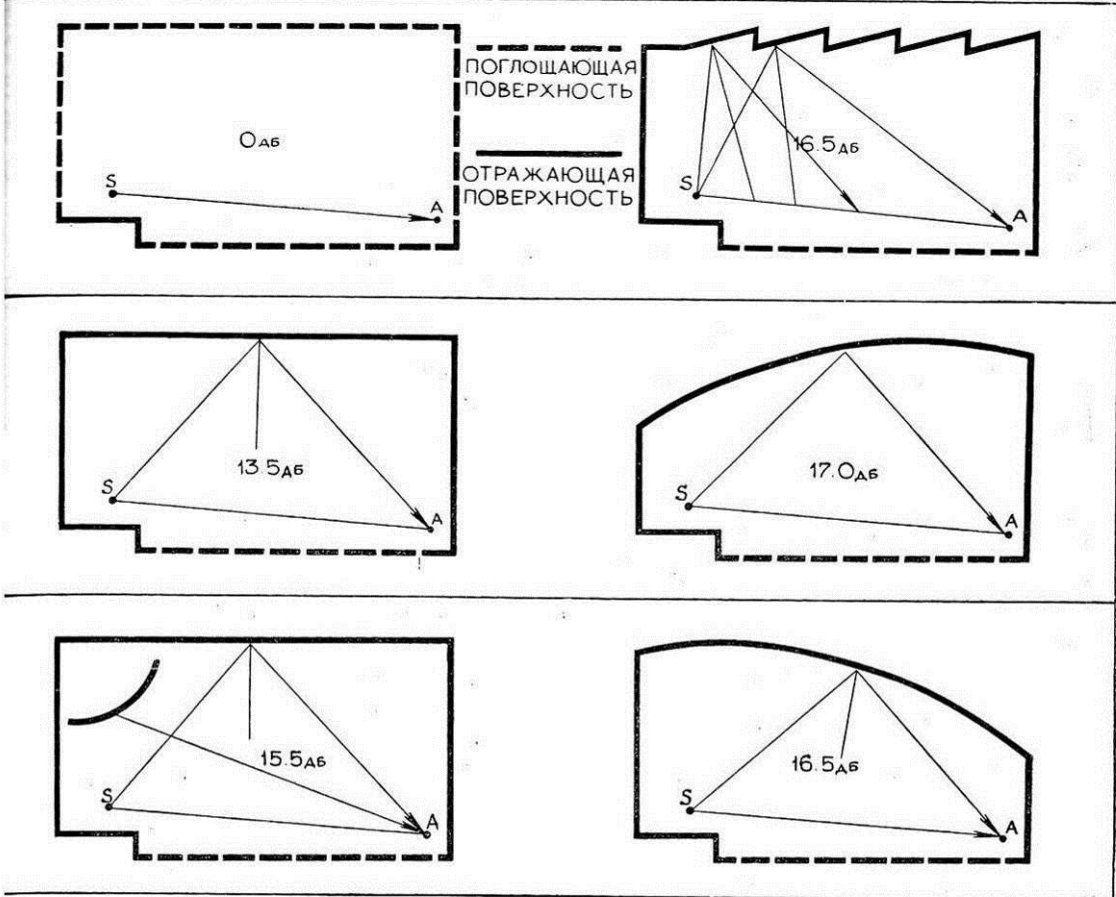 0дб
S
A
ПОГЛОЩАЮЩАЯ
ПОВЕРХНОСТЬ
ОТРАЖАЮЩАЯ
ПОВЕРХНОСТЬ
16.5дб
S
A
13.5дб
S
A
17.0дб
S
A
15.5дб
S
A
16.5дб
S
A